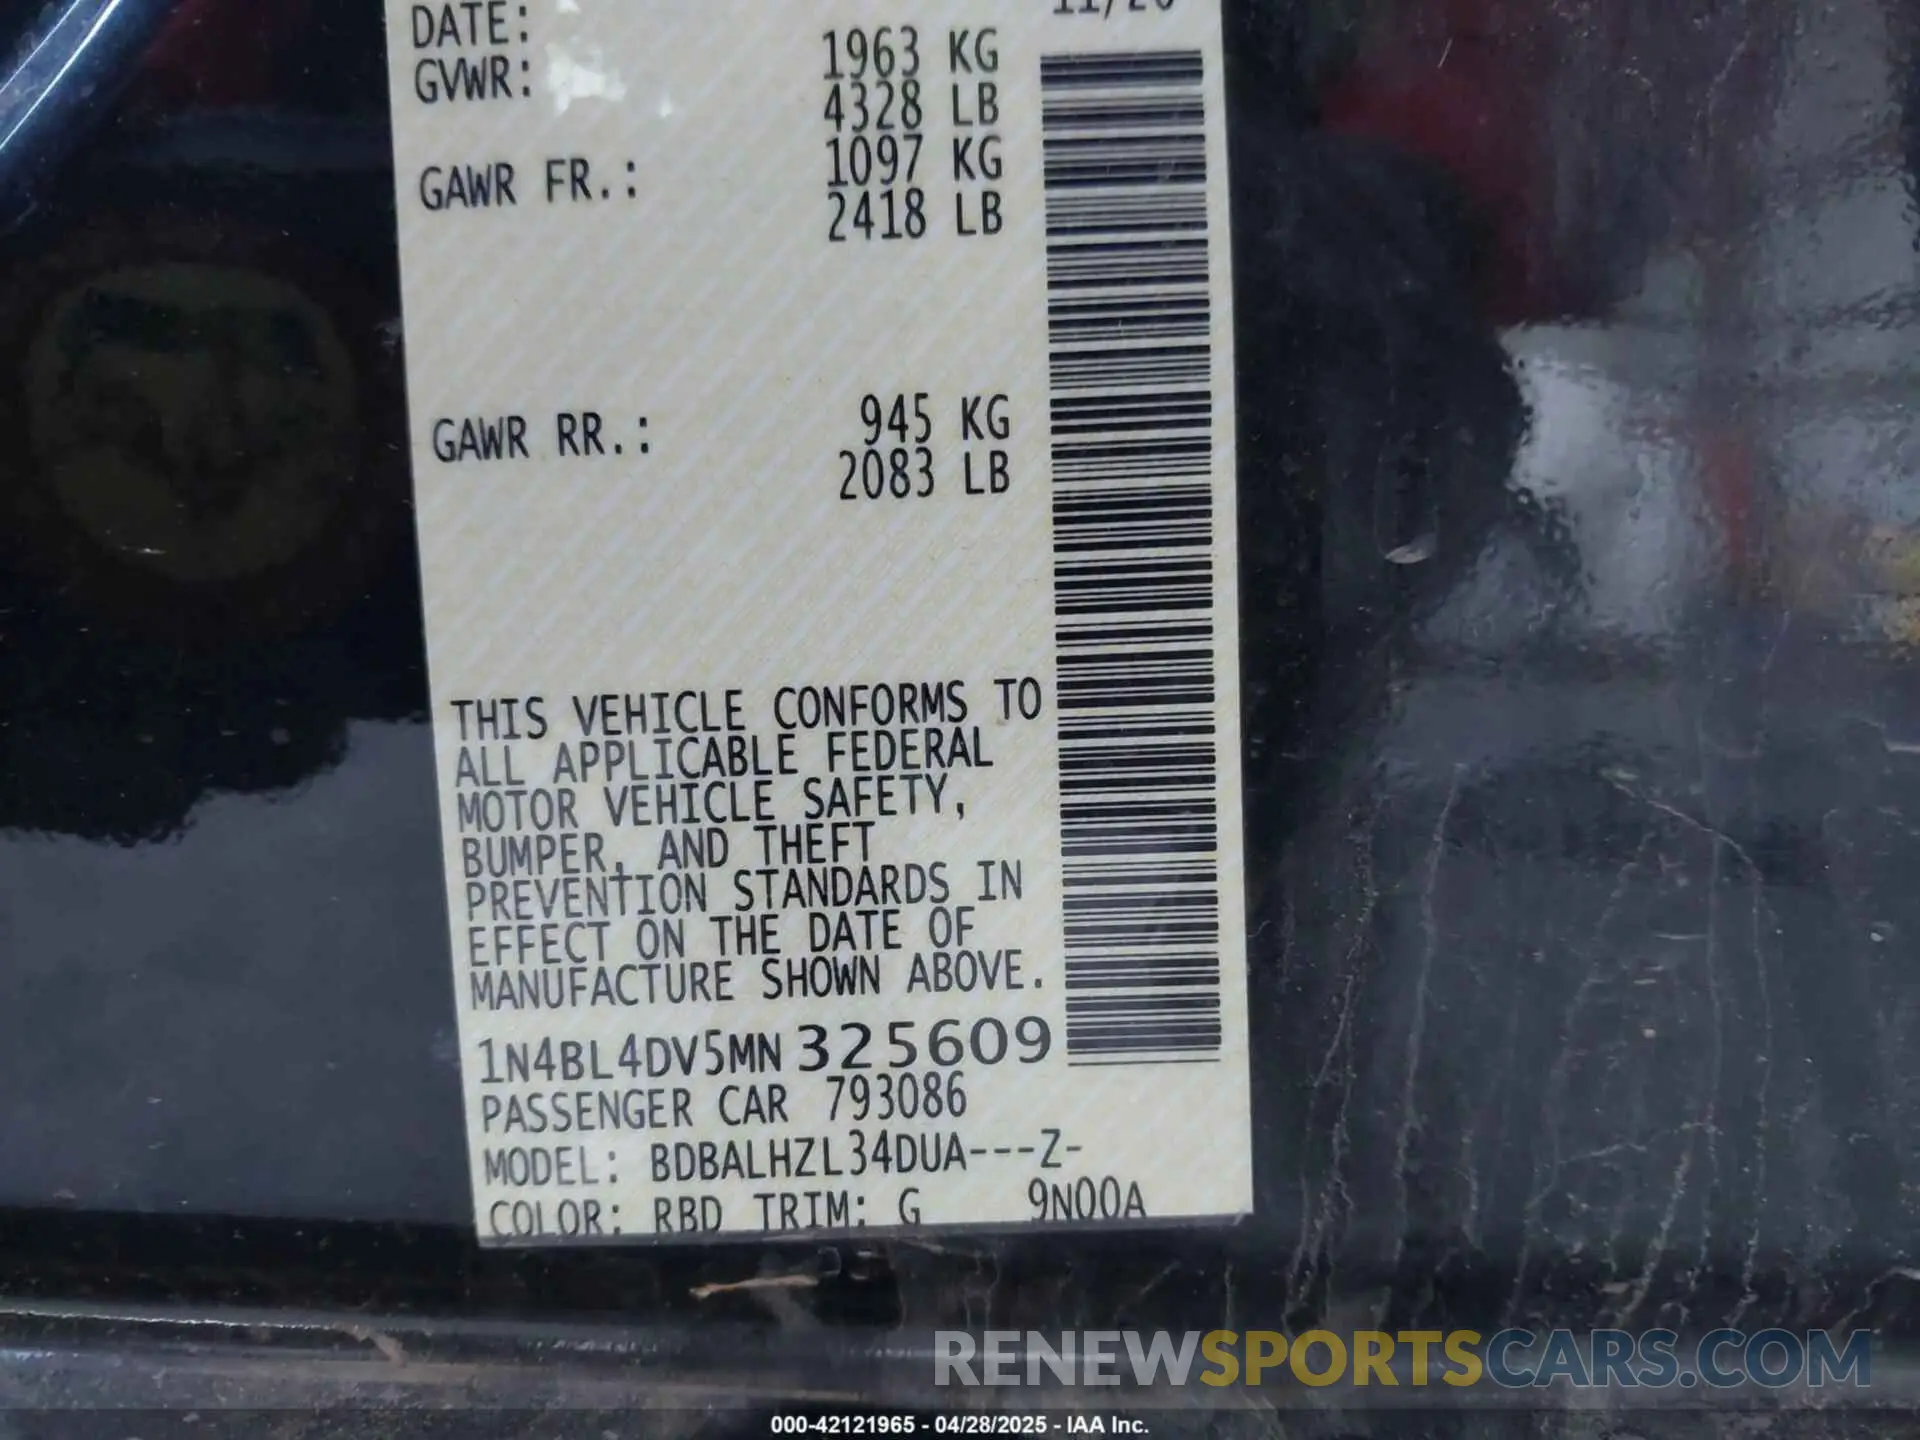 DATE: 11/20
GVWR: 1963 KG
4328 LB
GAWR FR.: 1097 KG
2418 LB
GAWR RR.: 945 KG
2083 LB
THIS VEHICLE CONFORMS TO
ALL APPLICABLE FEDERAL
MOTOR VEHICLE SAFETY,
BUMPER, AND THEFT
PREVENTION STANDARDS IN
EFFECT ON THE DATE OF
MANUFACTURE SHOWN ABOVE.
1N4BL4DV5MN325609
PASSENGER CAR 793086
MODEL: BDBALHZL34DUA---Z-
COLOR: RBD TRIM: G 9N00A
RENEWSPORTSCARS.COM
000-42121965 - 04/28/2025 - IAA Inc.